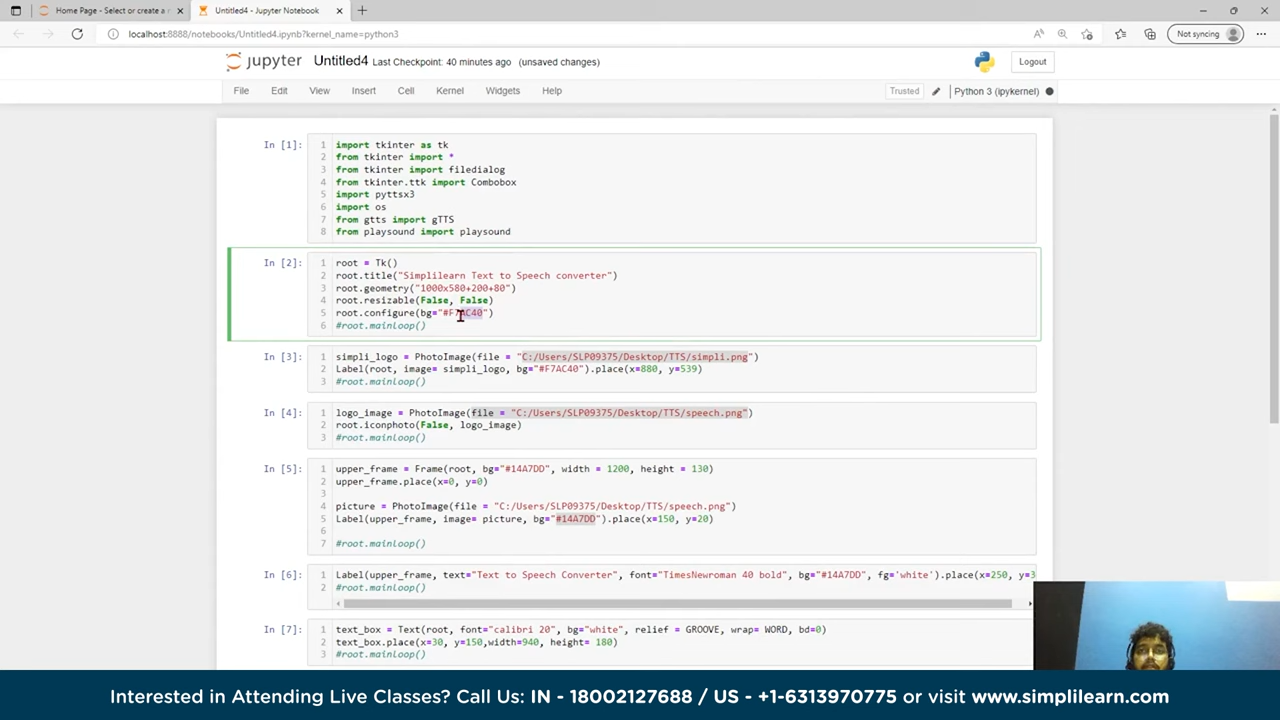 Home Page - Select or create a n
Untitled4 - Jupyter Notebook
localhost:8888/notebooks/Untitled4.ipynb?kernel_name=python3
Not syncing
jupyter Untitled4 Last Checkpoint: 40 minutes ago (unsaved changes)
Logout
File Edit View Insert Cell Kernel Widgets Help
Trusted Python 3 (ipykernel)
In [1]:
1 import tkinter as tk
2 from tkinter import *
3 from tkinter import filedialog
4 from tkinter.ttk import Combobox
5 import pyttsx3
6 import os
7 from gtts import gTTS
8 from playsound import playsound
In [2]:
1 root = Tk()
2 root.title("Simplilearn Text to Speech converter")
3 root.geometry("1000x580+200+80")
4 root.resizable(False, False)
5 root.configure(bg="#F7AC40")
6 #root.mainloop()
In [3]:
1 simpli_logo = PhotoImage(file = "C:/Users/SLP09375/Desktop/TTS/simpli.png")
2 Label(root, image= simpli_logo, bg="#F7AC40").place(x=880, y=539)
3 #root.mainloop()
In [4]:
1 logo_image = PhotoImage(file = "C:/Users/SLP09375/Desktop/TTS/speech.png")
2 root.iconphoto(False, logo_image)
3 #root.mainloop()
In [5]:
1 upper_frame = Frame(root, bg="#14A7DD", width = 1200, height = 130)
2 upper_frame.place(x=0, y=0)
3
4 picture = PhotoImage(file = "C:/Users/SLP09375/Desktop/TTS/speech.png")
5 Label(upper_frame, image= picture, bg="#14A7DD").place(x=150, y=20)
6
7 #root.mainloop()
In [6]:
1 Label(upper_frame, text="Text to Speech Converter", font="TimesNewroman 40 bold", bg="#14A7DD", fg='white').place(x=250, y=3
2 #root.mainloop()
In [7]:
1 text_box = Text(root, font="calibri 20", bg="white", relief = GROOVE, wrap= WORD, bd=0)
2 text_box.place(x=30, y=150,width=940, height= 180)
3 #root.mainloop()
Interested in Attending Live Classes? Call Us: IN - 18002127688 / US - +1-6313970775 or visit www.simplilearn.com